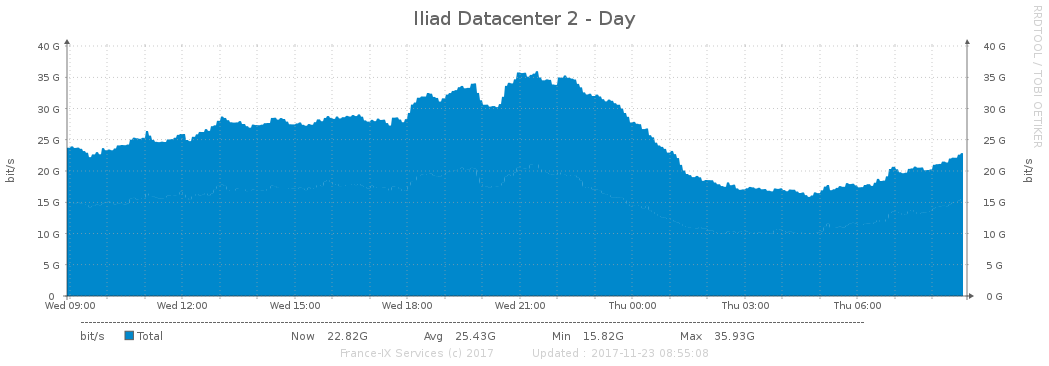 Iliad Datacenter 2 - Day
RRDTOOL / TOBI OETIKER
40 G 40 G
35 G 35 G
30 G 30 G
25 G 25 G
20 G 20 G
15 G 15 G
10 G 10 G
5 G 5 G
0 0 G
bit/s bit/s
Wed 09:00 Wed 12:00 Wed 15:00 Wed 18:00 Wed 21:00 Thu 00:00 Thu 03:00 Thu 06:00
bit/s Total Now 22.82G Avg 25.43G Min 15.82G Max 35.93G
France-IX Services (c) 2017 Updated : 2017-11-23 08:55:08